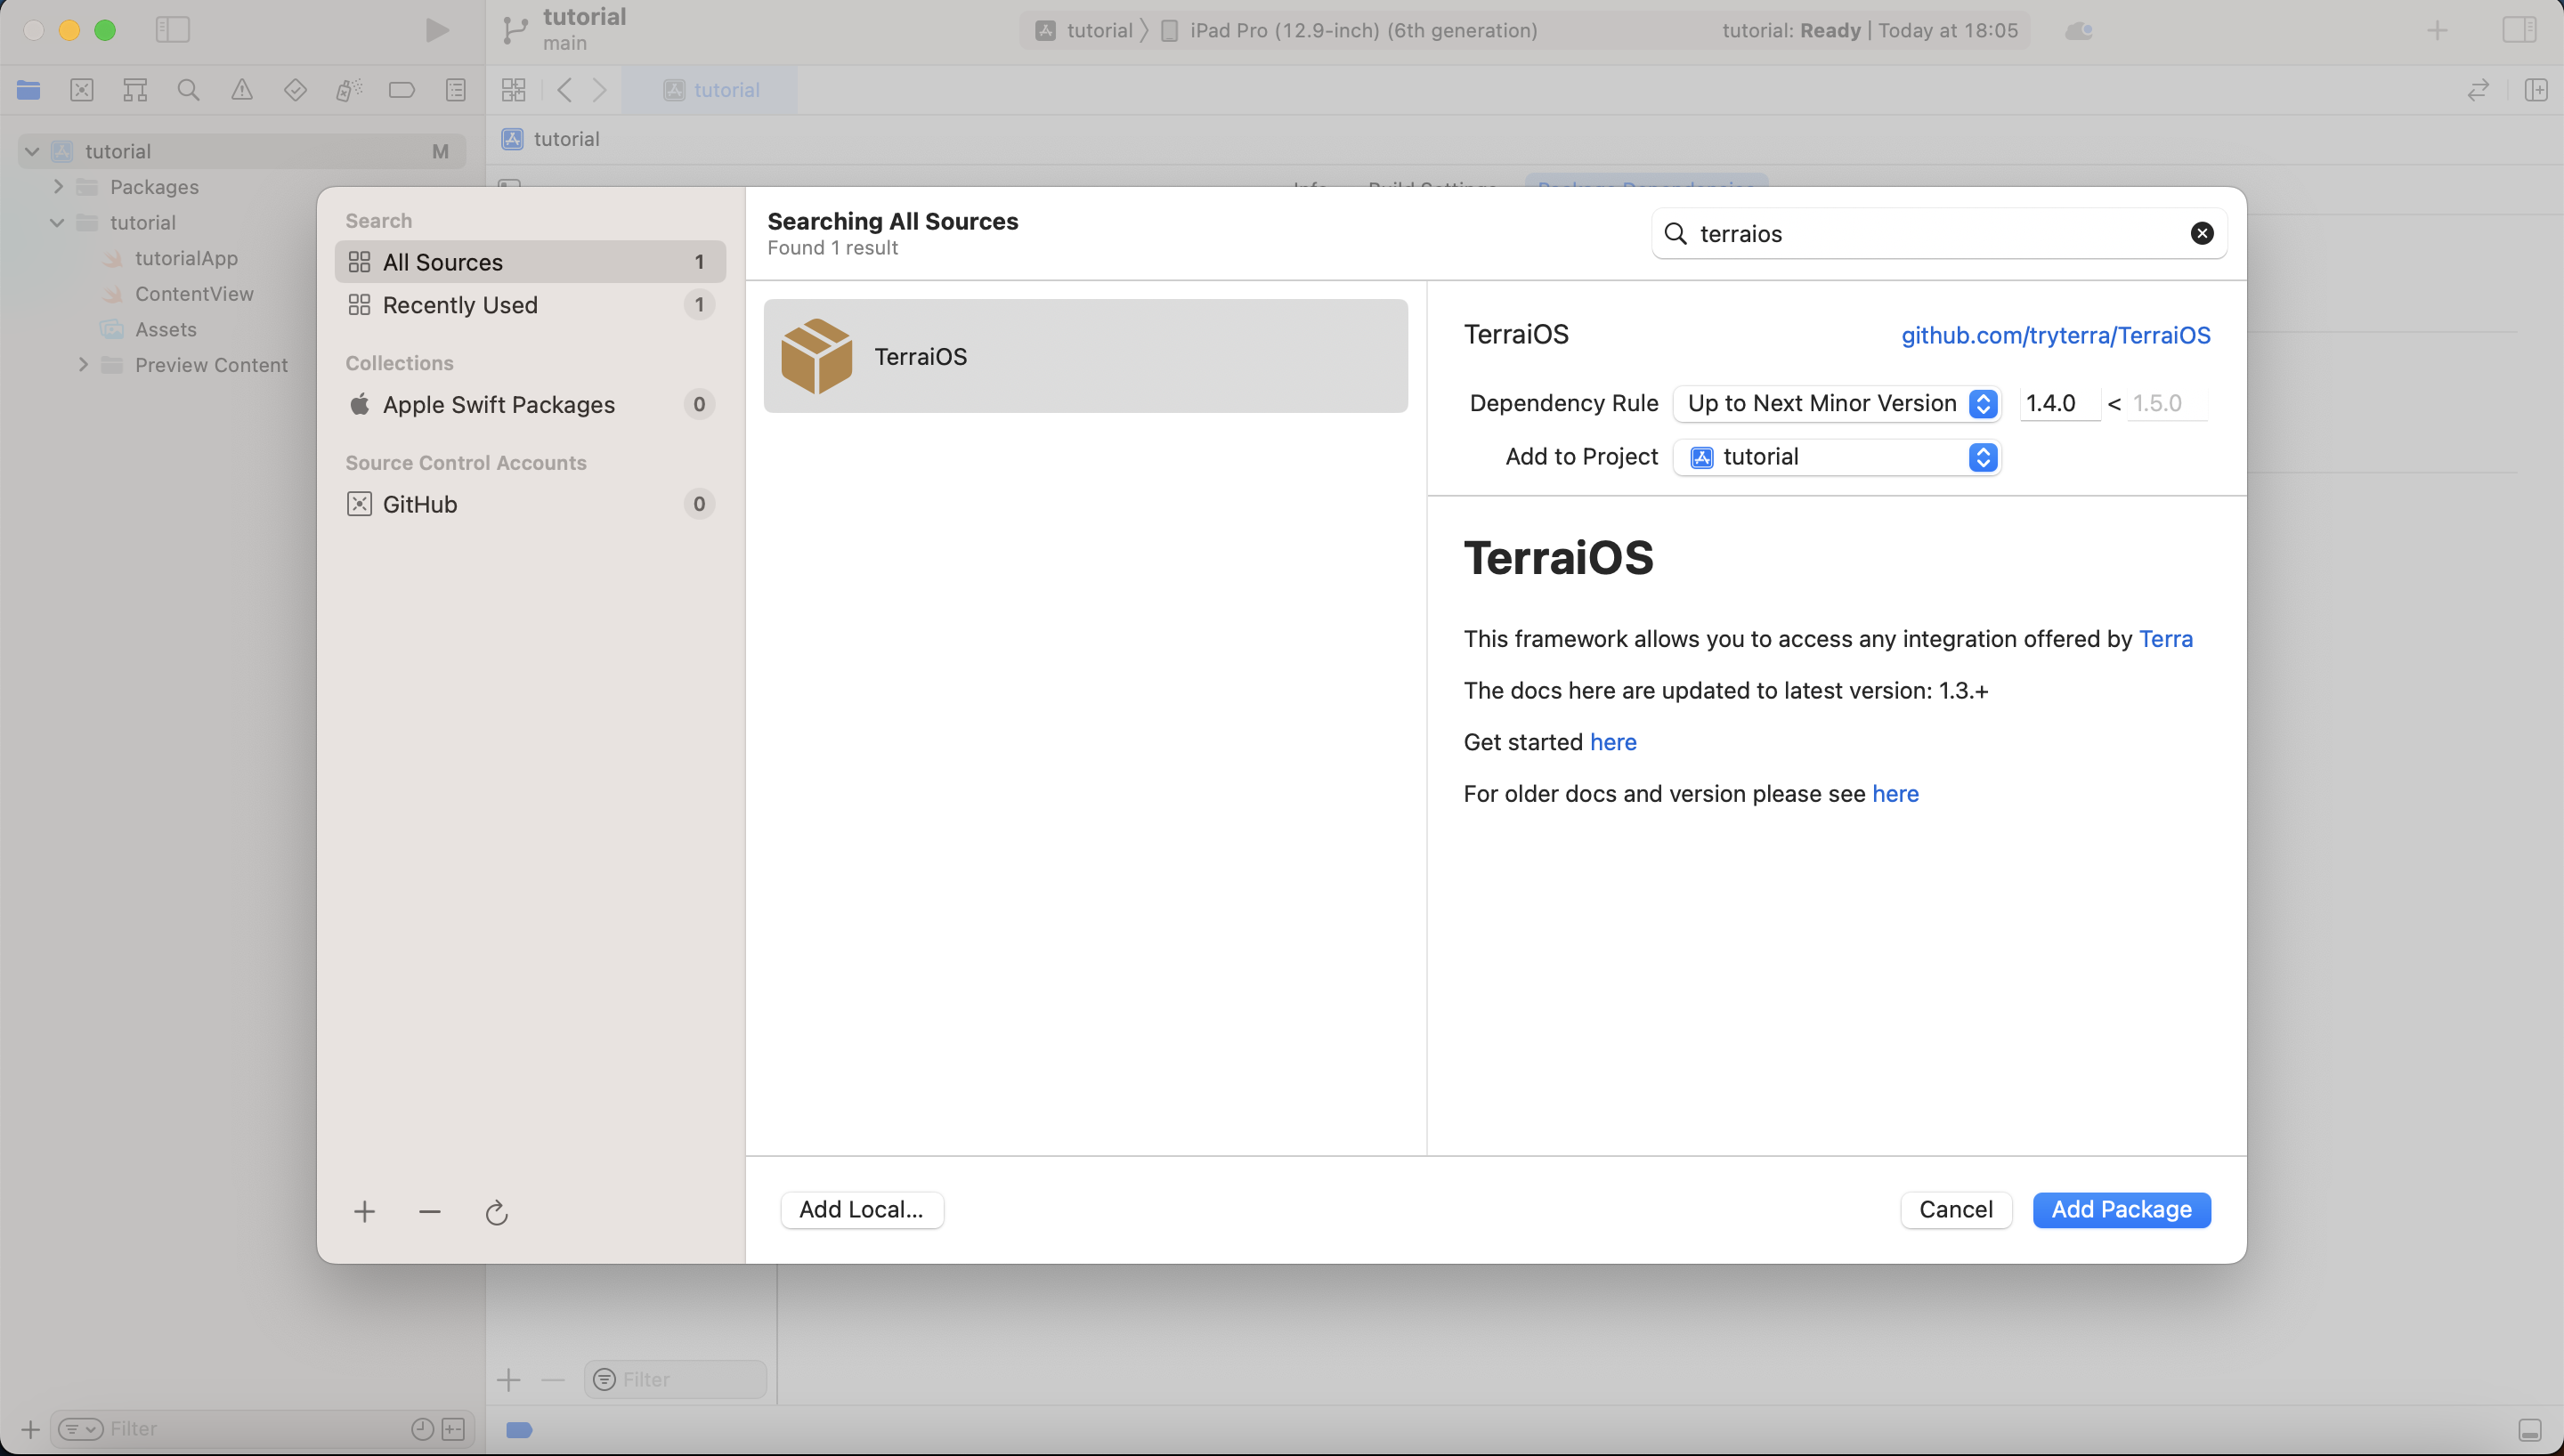 tutorial
main
tutorial
iPad Pro (12.9-inch) (6th generation)
tutorial: Ready | Today at 18:05
tutorial
tutorial
tutorial M
Packages
tutorial
tutorialApp
ContentView
Assets
Preview Content
Info
Build Settings
Package Dependencies
Search
All Sources 1
Recently Used 1
Collections
Apple Swift Packages 0
Source Control Accounts
GitHub 0
Searching All Sources
Found 1 result
terraios
TerraiOS
TerraiOS
github.com/tryterra/TerraiOS
Dependency Rule Up to Next Minor Version 1.4.0 < 1.5.0
Add to Project tutorial
TerraiOS
This framework allows you to access any integration offered by Terra
The docs here are updated to latest version: 1.3.+
Get started here
For older docs and version please see here
Add Local...
Cancel
Add Package
Filter
Filter